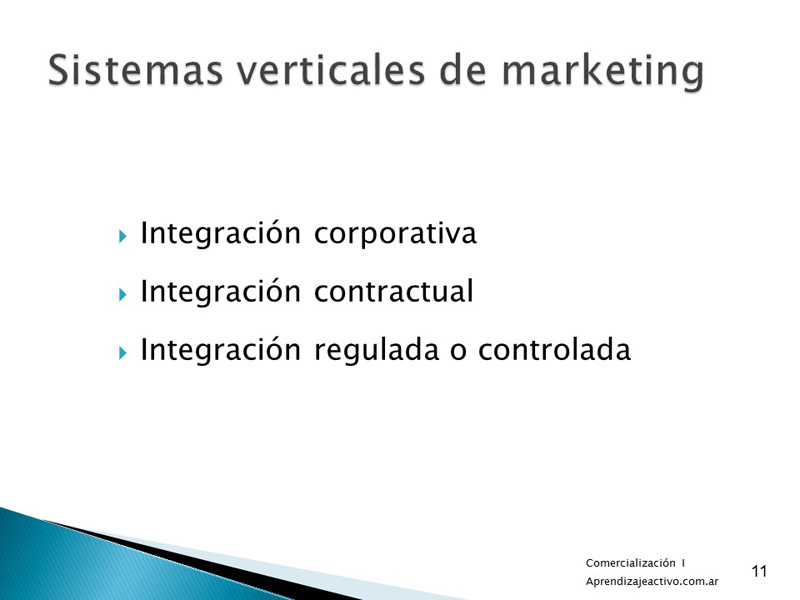 Sistemas verticales de marketing
Integración corporativa
Integración contractual
Integración regulada o controlada
Comercialización I
Aprendizajeactivo.com.ar
11